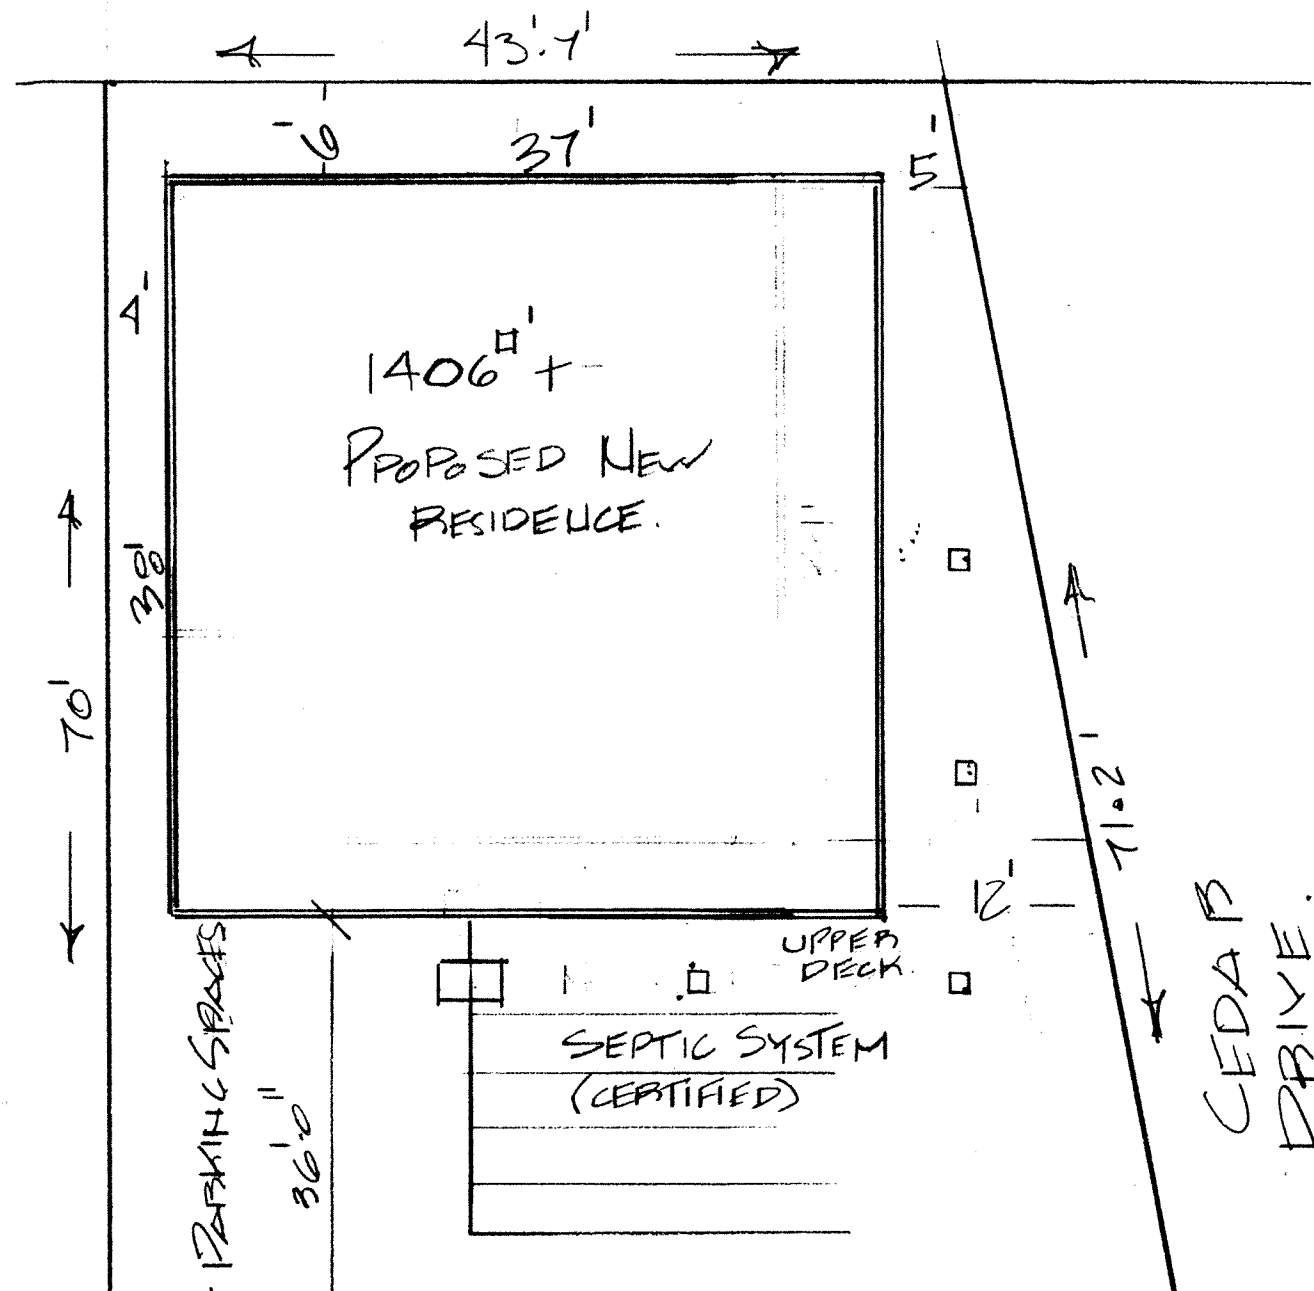 43'.4'
6'
37'
5'
4'
1406□' +-
PROPOSED NEW
RESIDENCE.
38'
70'
71.2'
12'
UPPER
DECK.
SEPTIC SYSTEM
(CERTIFIED)
PARKING SPACES
36'-0"
CEDAR
DRIVE.